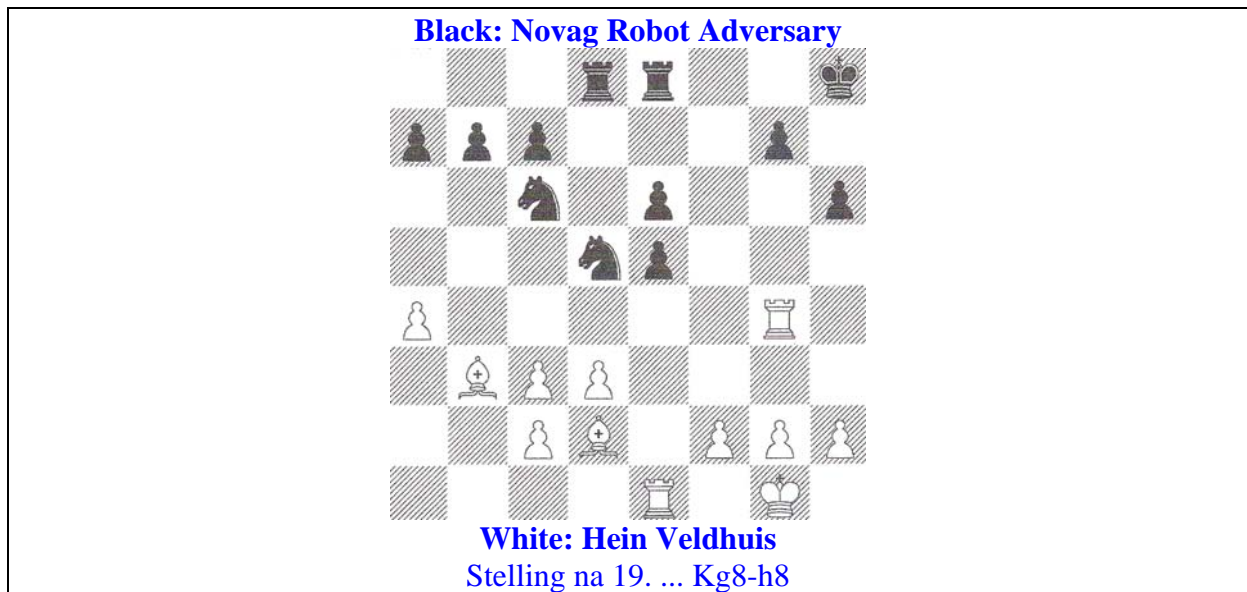 Black: Novag Robot Adversary
White: Hein Veldhuis
Stelling na 19. ... Kg8-h8